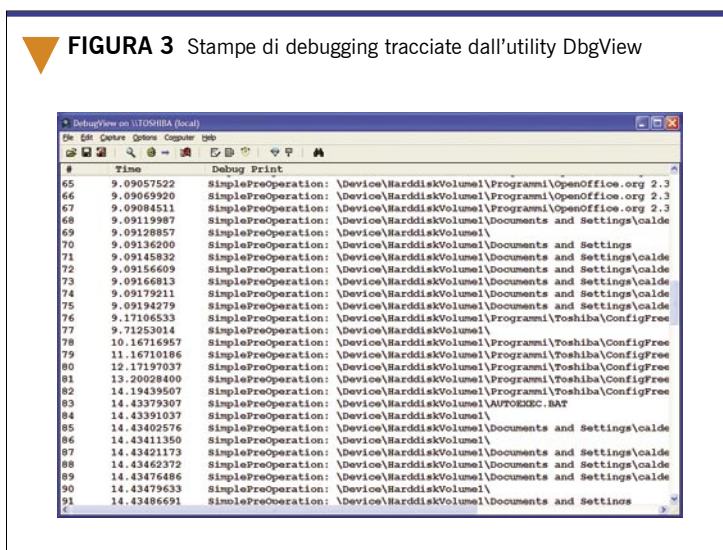 FIGURA 3 Stampe di debugging tracciate dall'utility DbgView
DebugView on \\TOSHIBA (local)
File Edit Capture Options Computer Help
# Time Debug Print
65 9.09057522 SimplePreOperation: \Device\HarddiskVolume1\Programmi\OpenOffice.org 2.3
66 9.09069920 SimplePreOperation: \Device\HarddiskVolume1\Programmi\OpenOffice.org 2.3
67 9.09084511 SimplePreOperation: \Device\HarddiskVolume1\Programmi\OpenOffice.org 2.3
68 9.09119987 SimplePreOperation: \Device\HarddiskVolume1\Documents and Settings\calde
69 9.09128857 SimplePreOperation: \Device\HarddiskVolume1\
70 9.09136200 SimplePreOperation: \Device\HarddiskVolume1\Documents and Settings
71 9.09145832 SimplePreOperation: \Device\HarddiskVolume1\Documents and Settings\calde
72 9.09156609 SimplePreOperation: \Device\HarddiskVolume1\Documents and Settings\calde
73 9.09166813 SimplePreOperation: \Device\HarddiskVolume1\Documents and Settings\calde
74 9.09179211 SimplePreOperation: \Device\HarddiskVolume1\Documents and Settings\calde
75 9.09194279 SimplePreOperation: \Device\HarddiskVolume1\Documents and Settings\calde
76 9.17106533 SimplePreOperation: \Device\HarddiskVolume1\Programmi\Toshiba\ConfigFree
77 9.71253014 SimplePreOperation: \Device\HarddiskVolume1\
78 10.16716957 SimplePreOperation: \Device\HarddiskVolume1\Programmi\Toshiba\ConfigFree
79 11.16710186 SimplePreOperation: \Device\HarddiskVolume1\Programmi\Toshiba\ConfigFree
80 12.17197037 SimplePreOperation: \Device\HarddiskVolume1\Programmi\Toshiba\ConfigFree
81 13.20028400 SimplePreOperation: \Device\HarddiskVolume1\Programmi\Toshiba\ConfigFree
82 14.19439507 SimplePreOperation: \Device\HarddiskVolume1\Programmi\Toshiba\ConfigFree
83 14.43379307 SimplePreOperation: \Device\HarddiskVolume1\AUTOEXEC.BAT
84 14.43391037 SimplePreOperation: \Device\HarddiskVolume1\
85 14.43402576 SimplePreOperation: \Device\HarddiskVolume1\Documents and Settings\calde
86 14.43411350 SimplePreOperation: \Device\HarddiskVolume1\
87 14.43421173 SimplePreOperation: \Device\HarddiskVolume1\Documents and Settings\calde
88 14.43462372 SimplePreOperation: \Device\HarddiskVolume1\Documents and Settings\calde
89 14.43476486 SimplePreOperation: \Device\HarddiskVolume1\Documents and Settings\calde
90 14.43479633 SimplePreOperation: \Device\HarddiskVolume1\
91 14.43486691 SimplePreOperation: \Device\HarddiskVolume1\Documents and Settings